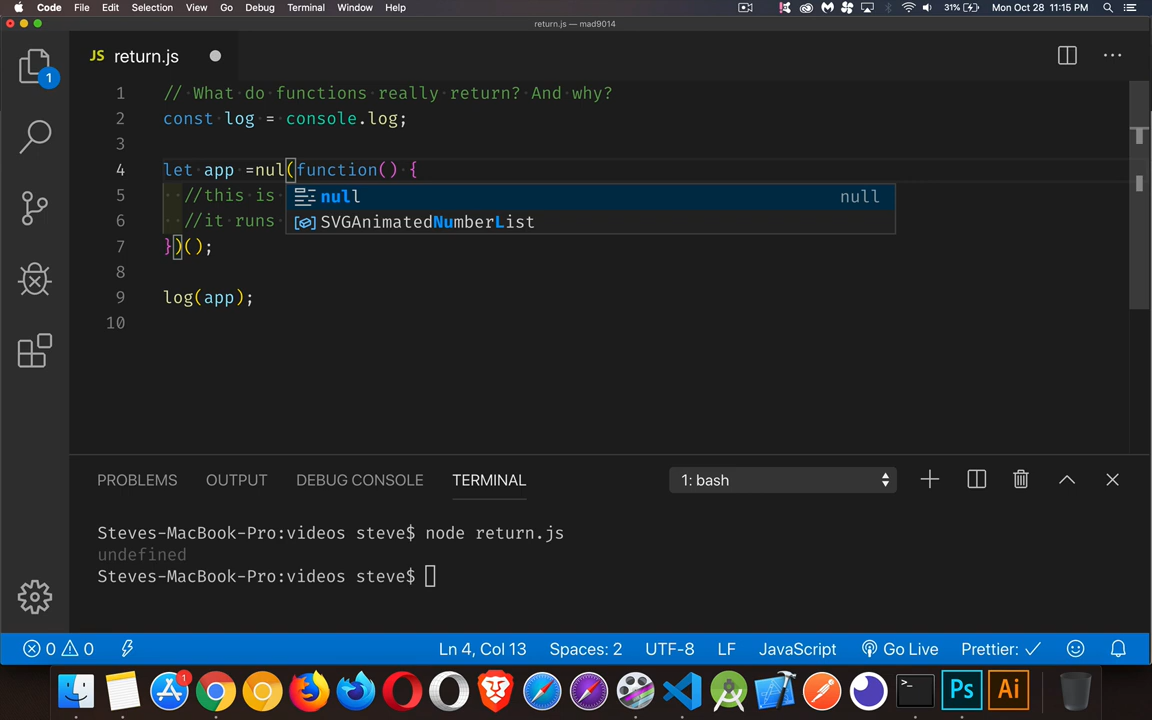 Code File Edit Selection View Go Debug Terminal Window Help 31% Mon Oct 28 11:15 PM
return.js — mad9014
1
JS return.js
1 // What do functions really return? And why?
2 const log = console.log;
3
4 let app =nul(function() {
5 //this is
null null
6 //it runs
SVGAnimatedNumberList
7 })();
8
9 log(app);
10
PROBLEMS OUTPUT DEBUG CONSOLE TERMINAL 1: bash
Steves-MacBook-Pro:videos steve$ node return.js
undefined
Steves-MacBook-Pro:videos steve$
0 0 Ln 4, Col 13 Spaces: 2 UTF-8 LF JavaScript Go Live Prettier: ✓
1
>_ Ps Ai